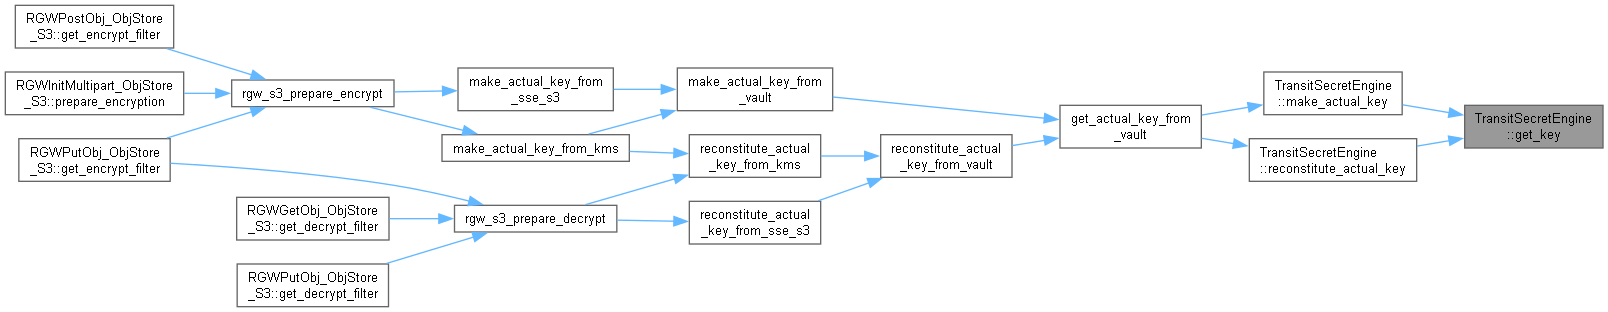 RGWPostObj_ObjStore
_S3::get_encrypt_filter
RGWInitMultipart_ObjStore
_S3::prepare_encryption
RGWPutObj_ObjStore
_S3::get_encrypt_filter
rgw_s3_prepare_encrypt
RGWGetObj_ObjStore
_S3::get_decrypt_filter
RGWPutObj_ObjStore
_S3::get_decrypt_filter
make_actual_key_from
_sse_s3
make_actual_key_from_kms
rgw_s3_prepare_decrypt
make_actual_key_from
_vault
reconstitute_actual
_key_from_kms
reconstitute_actual
_key_from_sse_s3
reconstitute_actual
_key_from_vault
get_actual_key_from
_vault
TransitSecretEngine
::make_actual_key
TransitSecretEngine
::reconstitute_actual_key
TransitSecretEngine
::get_key